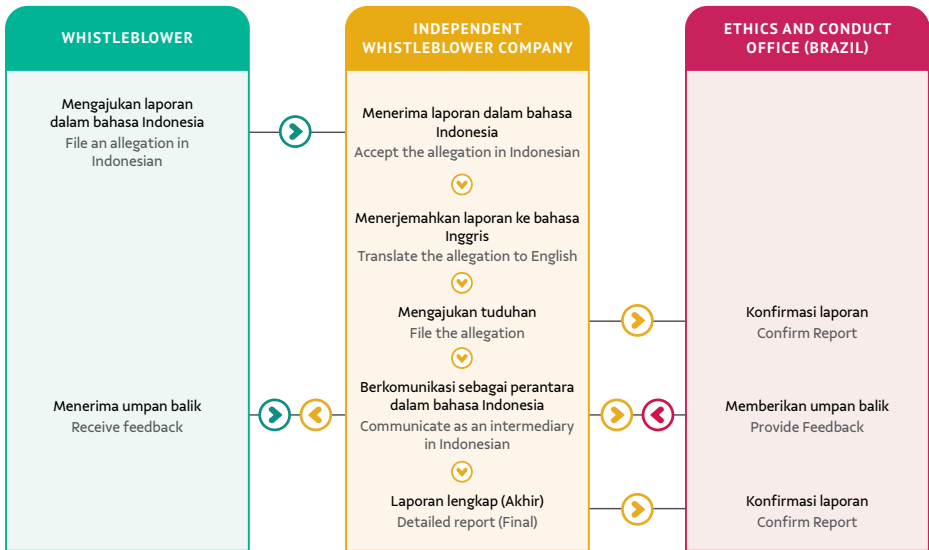 WHISTLEBLOWER
INDEPENDENT
WHISTLEBLOWER COMPANY
ETHICS AND CONDUCT
OFFICE (BRAZIL)
Mengajukan laporan
dalam bahasa Indonesia
File an allegation in
Indonesian
Menerima laporan dalam bahasa
Indonesia
Accept the allegation in Indonesian
Menerjemahkan laporan ke bahasa
Inggris
Translate the allegation to English
Mengajukan tuduhan
File the allegation
Konfirmasi laporan
Confirm Report
Menerima umpan balik
Receive feedback
Berkomunikasi sebagai perantara
dalam bahasa Indonesia
Communicate as an intermediary
in Indonesian
Memberikan umpan balik
Provide Feedback
Laporan lengkap (Akhir)
Detailed report (Final)
Konfirmasi laporan
Confirm Report